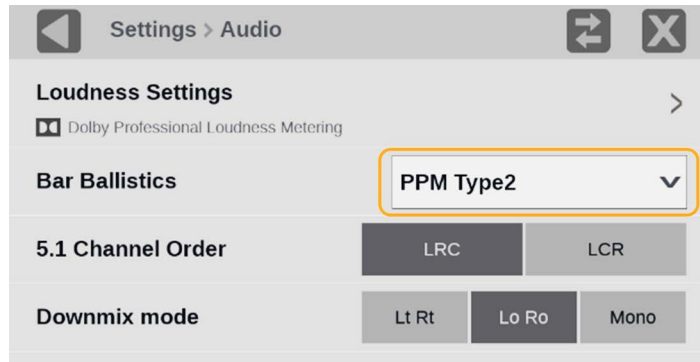 Settings > Audio
Loudness Settings
Dolby Professional Loudness Metering
Bar Ballistics PPM Type2
5.1 Channel Order LRC LCR
Downmix mode Lt Rt Lo Ro Mono